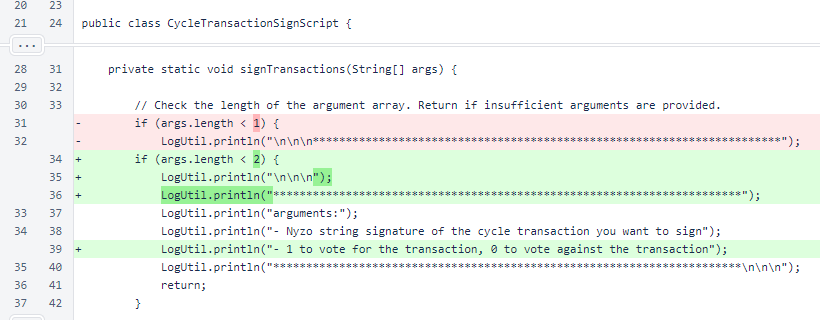 20 23
21 24 public class CycleTransactionSignScript {
...
28 31 private static void signTransactions(String[] args) {
29 32
30 33 // Check the length of the argument array. Return if insufficient arguments are provided.
31 - if (args.length < 1) {
32 - LogUtil.println("\n\n\n***************************************************************************");
34 + if (args.length < 2) {
35 + LogUtil.println("\n\n\n");
36 + LogUtil.println("***************************************************************************");
33 37 LogUtil.println("arguments:");
34 38 LogUtil.println("- Nyzo string signature of the cycle transaction you want to sign");
39 + LogUtil.println("- 1 to vote for the transaction, 0 to vote against the transaction");
35 40 LogUtil.println("***************************************************************************\n\n\n");
36 41 return;
37 42 }